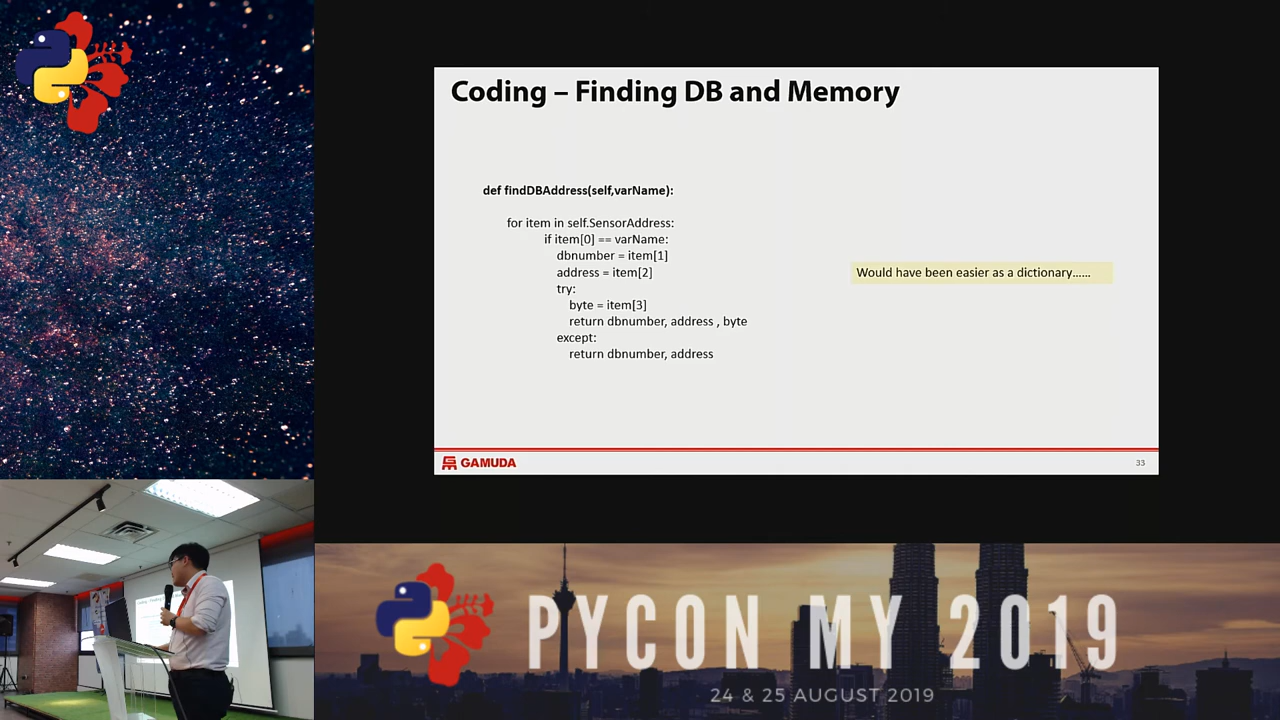 Coding – Finding DB and Memory
def findDBAddress(self,varName):
for item in self.SensorAddress:
if item[0] == varName:
dbnumber = item[1]
address = item[2]
try:
byte = item[3]
return dbnumber, address , byte
except:
return dbnumber, address
Would have been easier as a dictionary......
GAMUDA
33
PYCON MY 2019
24 & 25 AUGUST 2019